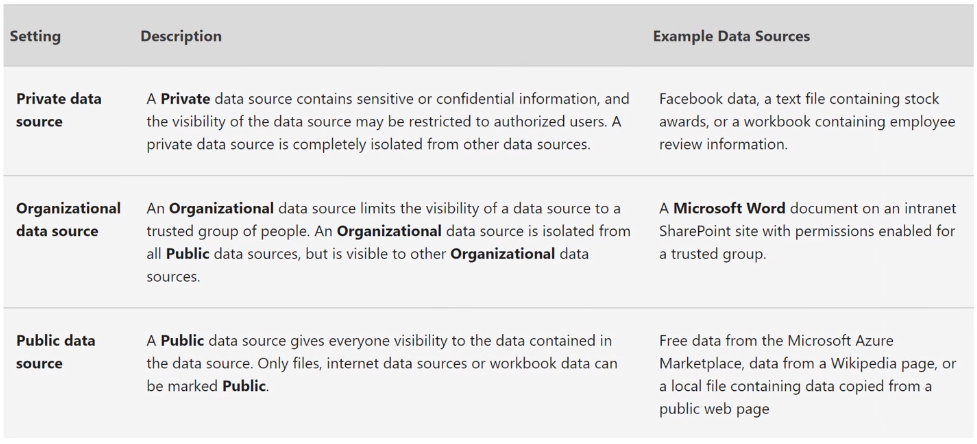 Setting Description Example Data Sources
Private data
source
A Private data source contains sensitive or confidential information, and
the visibility of the data source may be restricted to authorized users. A
private data source is completely isolated from other data sources.
Facebook data, a text file containing stock
awards, or a workbook containing employee
review information.
Organizational
data source
An Organizational data source limits the visibility of a data source to a
trusted group of people. An Organizational data source is isolated from
all Public data sources, but is visible to other Organizational data
sources.
A Microsoft Word document on an intranet
SharePoint site with permissions enabled for
a trusted group.
Public data
source
A Public data source gives everyone visibility to the data contained in
the data source. Only files, internet data sources or workbook data can
be marked Public.
Free data from the Microsoft Azure
Marketplace, data from a Wikipedia page, or
a local file containing data copied from a
public web page